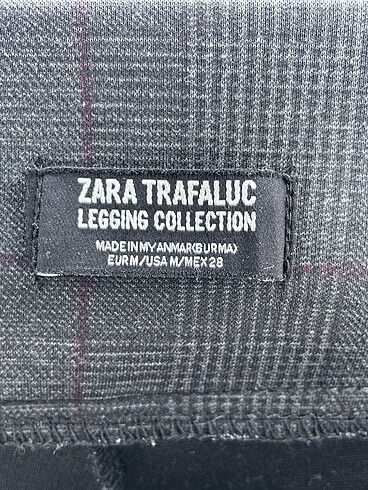 ZARA TRAFALUC
LEGGING COLLECTION
MADE IN MYANMAR(BURMA)
EUR M/USA M/MEX 28